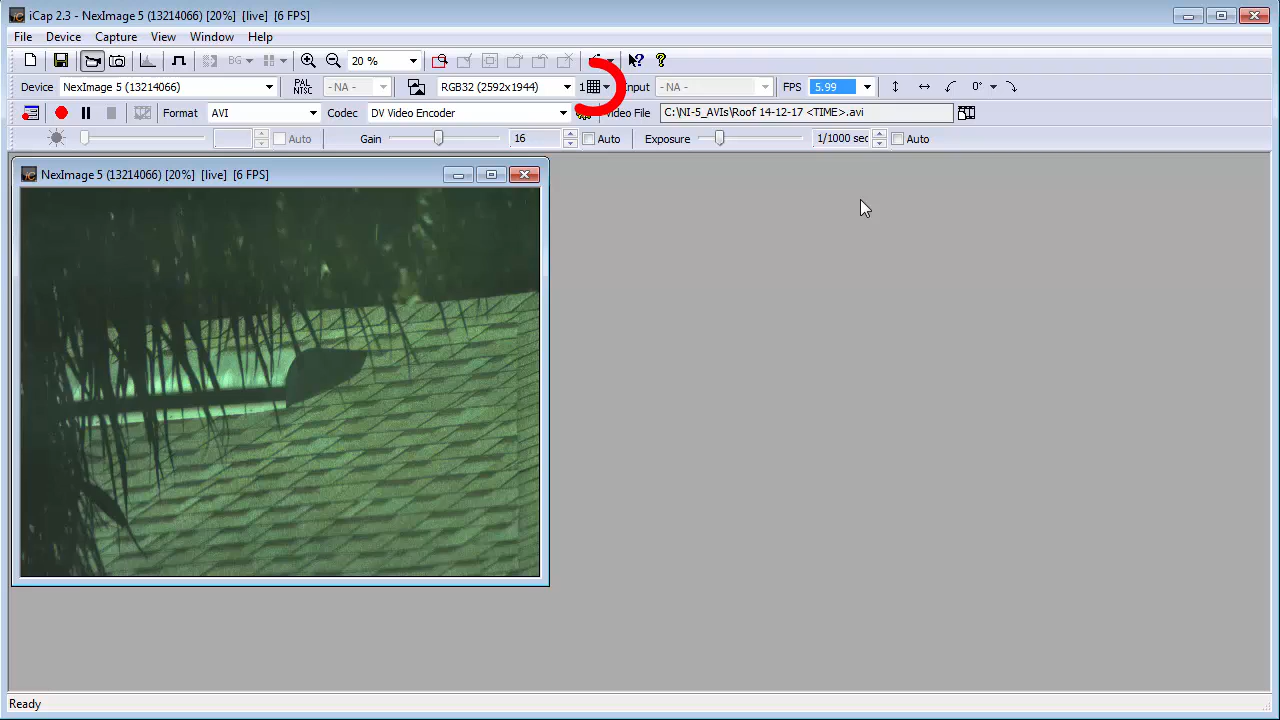 iCap 2.3 - NexImage 5 (13214066) [20%] [live] [6 FPS]
File Device Capture View Window Help
BG 20 %
Device NexImage 5 (13214066) PAL NTSC - NA - RGB32 (2592x1944) 1 Input - NA - FPS 5.99 0°
Format AVI Codec DV Video Encoder Video File C:\NI-5_AVIs\Roof 14-12-17 <TIME>.avi
Auto Gain 16 Auto Exposure 1/1000 sec Auto
NexImage 5 (13214066) [20%] [live] [6 FPS]
Ready